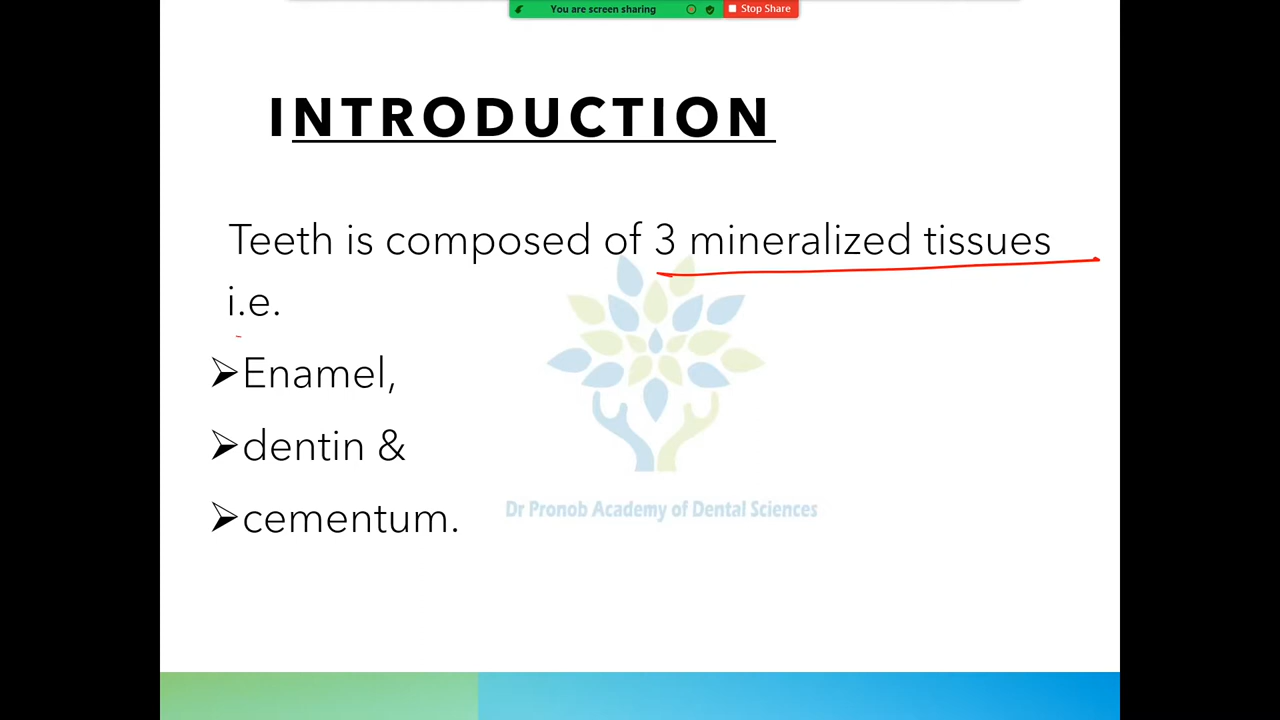 You are screen sharing
Stop Share
INTRODUCTION
Teeth is composed of 3 mineralized tissues
i.e.
➢Enamel,
➢dentin &
➢cementum.
Dr Pronob Academy of Dental Sciences